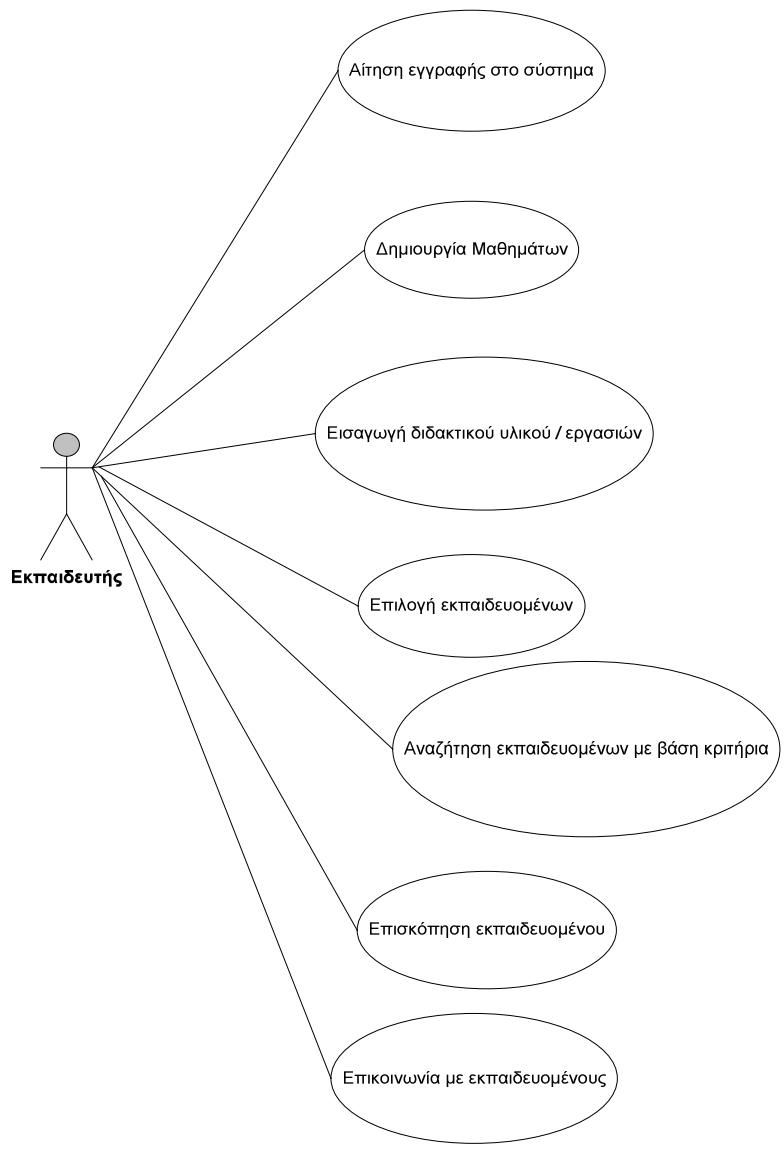 Αίτηση εγγραφής στο σύστημα
Δημιουργία Μαθημάτων
Εισαγωγή διδακτικού υλικού / εργασιών
Εκπαιδευτής
Επιλογή εκπαιδευομένων
Αναζήτηση εκπαιδευομένων με βάση κριτήρια
Επισκόπηση εκπαιδευομένου
Επικοινωνία με εκπαιδευομένους